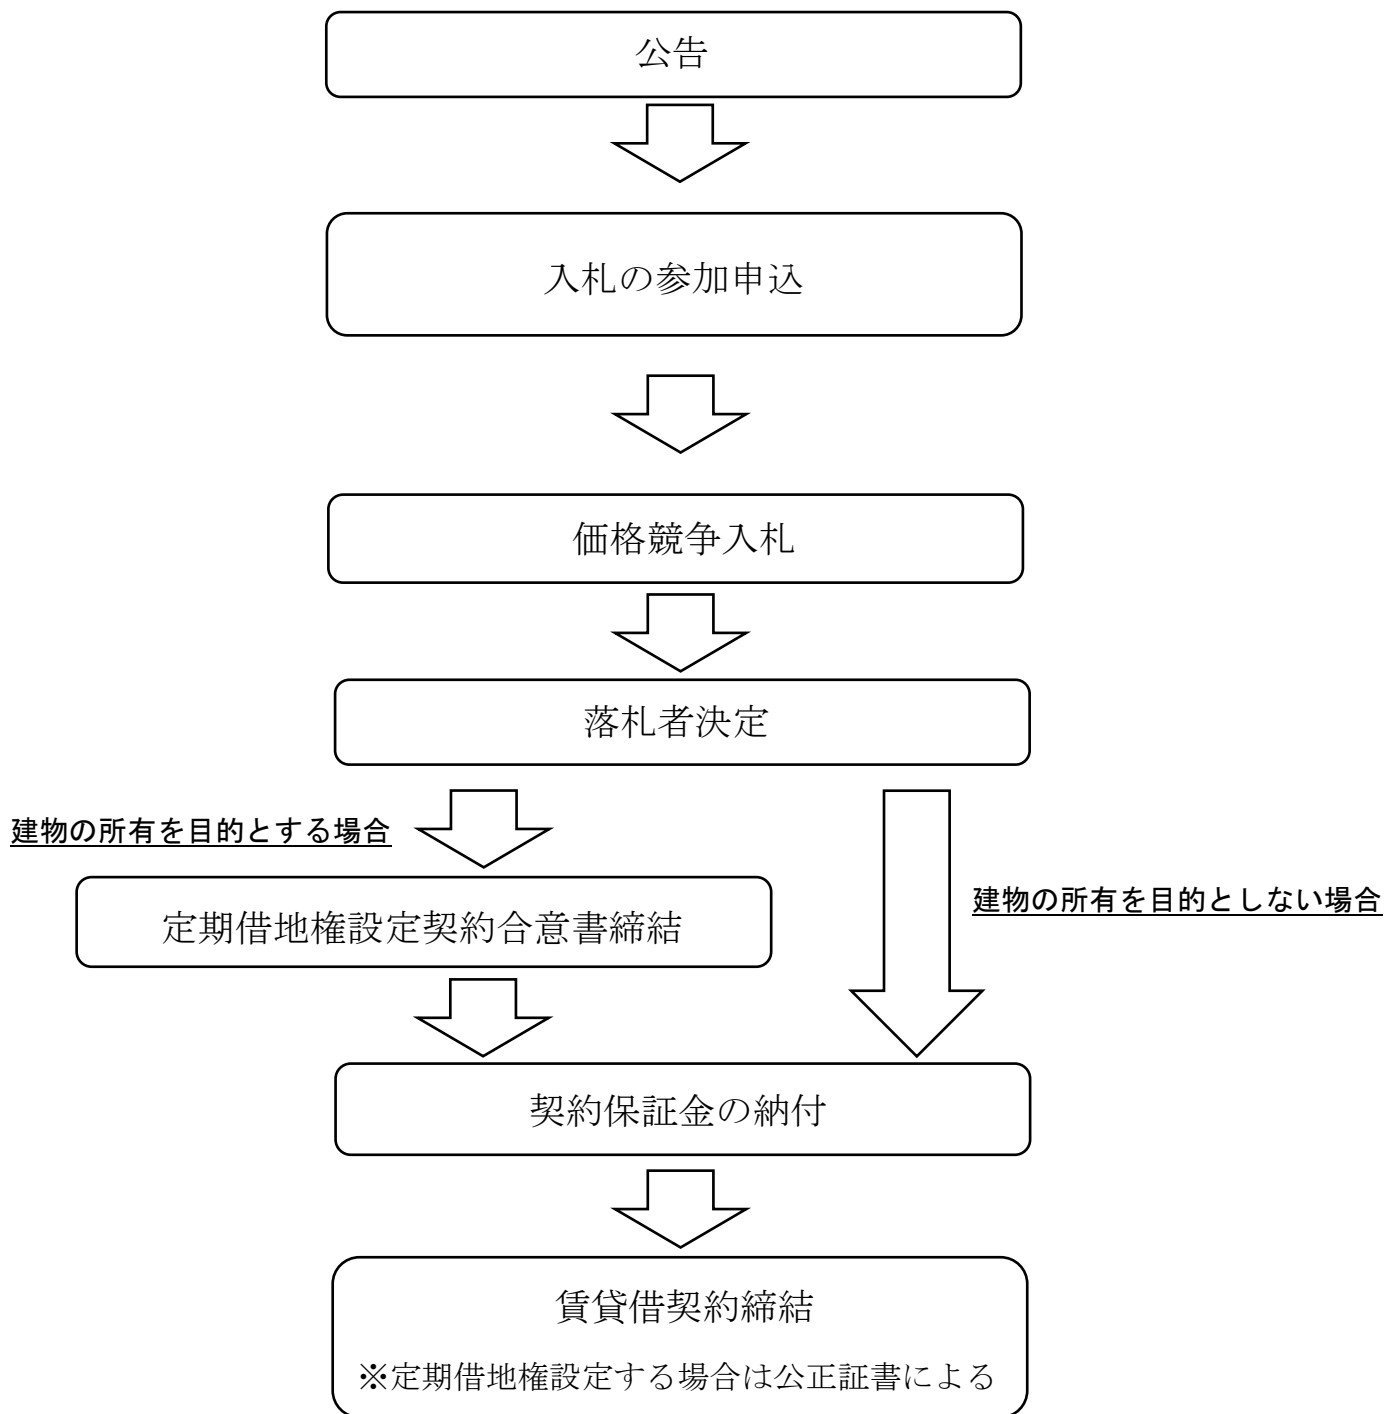 公告
入札の参加申込
価格競争入札
落札者決定
建物の所有を目的とする場合
定期借地権設定契約合意書締結
建物の所有を目的としない場合
契約保証金の納付
賃貸借契約締結
※定期借地権設定する場合は公正証書による